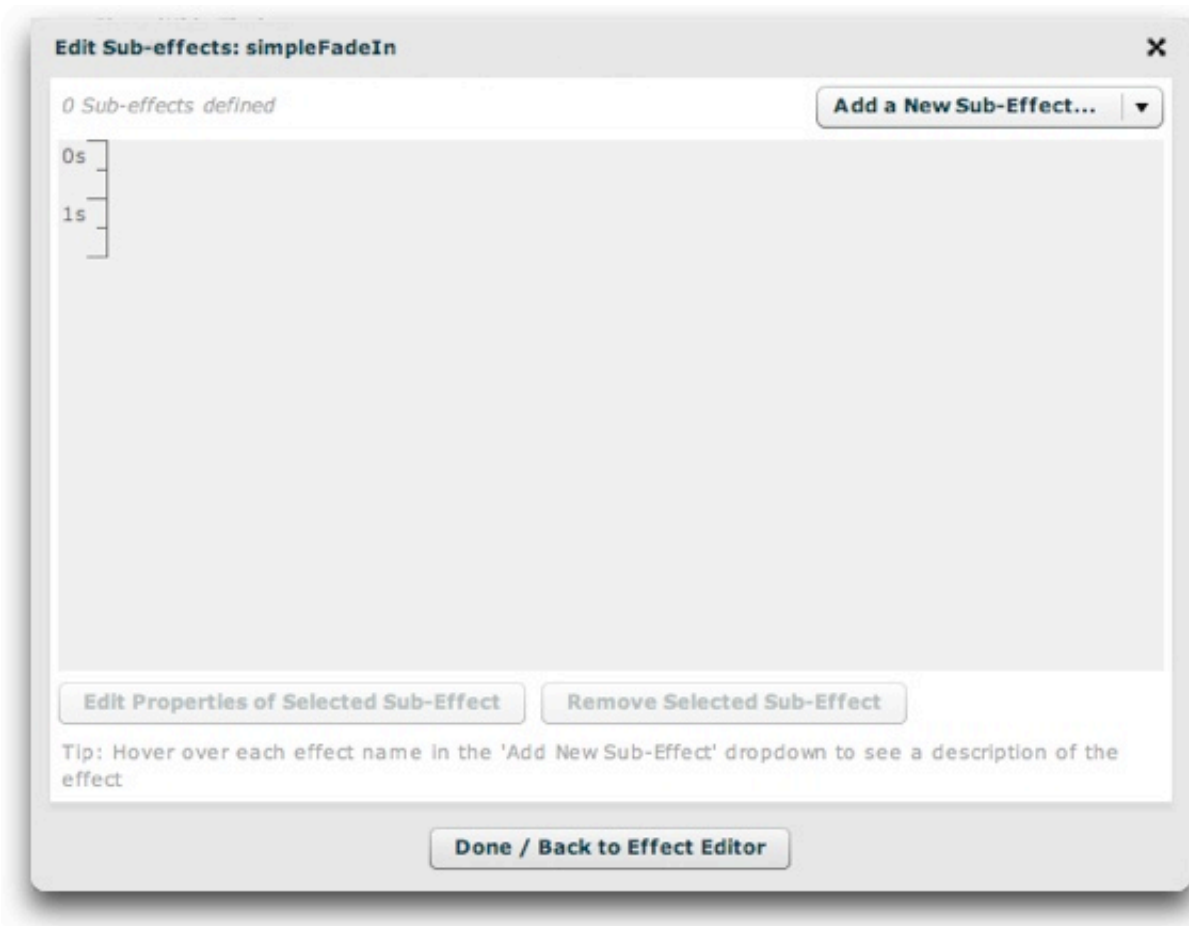 Edit Sub-effects: simpleFadeIn
0 Sub-effects defined
Add a New Sub-Effect...
0s
1s
Edit Properties of Selected Sub-Effect
Remove Selected Sub-Effect
Tip: Hover over each effect name in the 'Add New Sub-Effect' dropdown to see a description of the
effect
Done / Back to Effect Editor